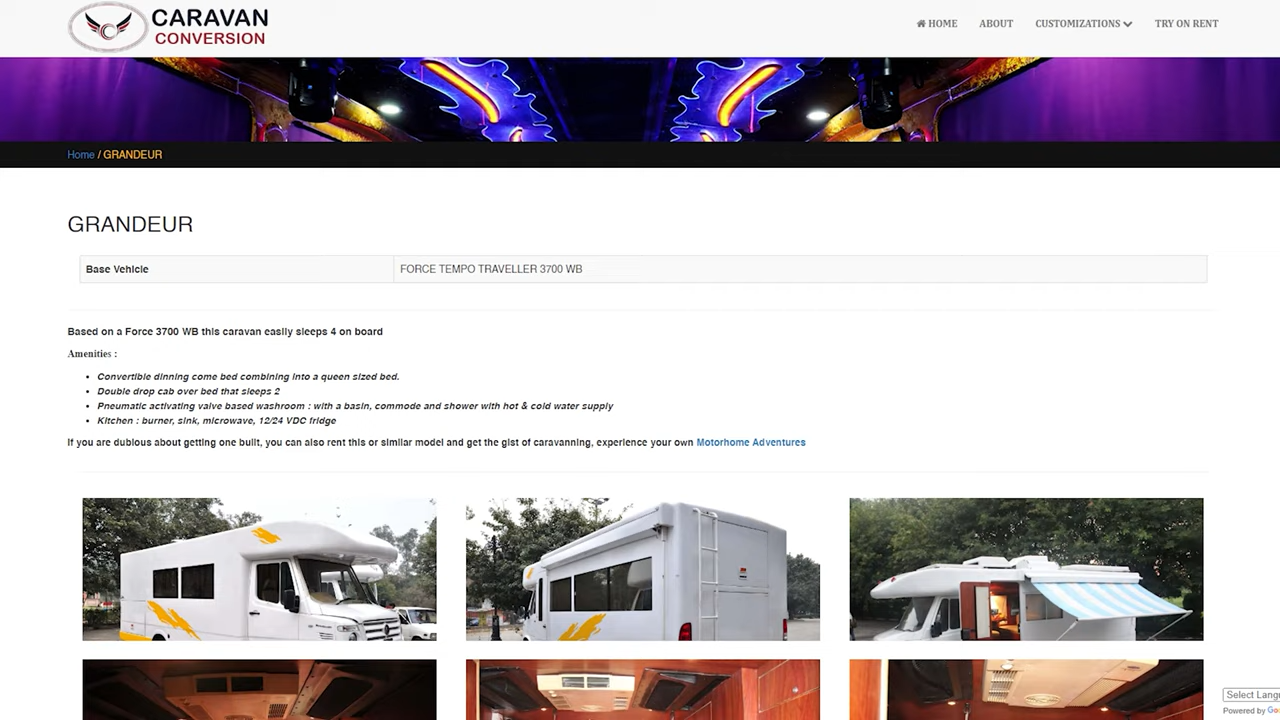 CARAVAN
CONVERSION
HOME ABOUT CUSTOMIZATIONS TRY ON RENT
Home / GRANDEUR
GRANDEUR
Base Vehicle FORCE TEMPO TRAVELLER 3700 WB
Based on a Force 3700 WB this caravan easily sleeps 4 on board
Amenities :
• Convertible dinning come bed combining into a queen sized bed.
• Double drop cab over bed that sleeps 2
• Pneumatic activating valve based washroom : with a basin, commode and shower with hot & cold water supply
• Kitchen : burner, sink, microwave, 12/24 VDC fridge
If you are dubious about getting one built, you can also rent this or similar model and get the gist of caravanning, experience your own Motorhome Adventures
Select Lang
Powered by Go